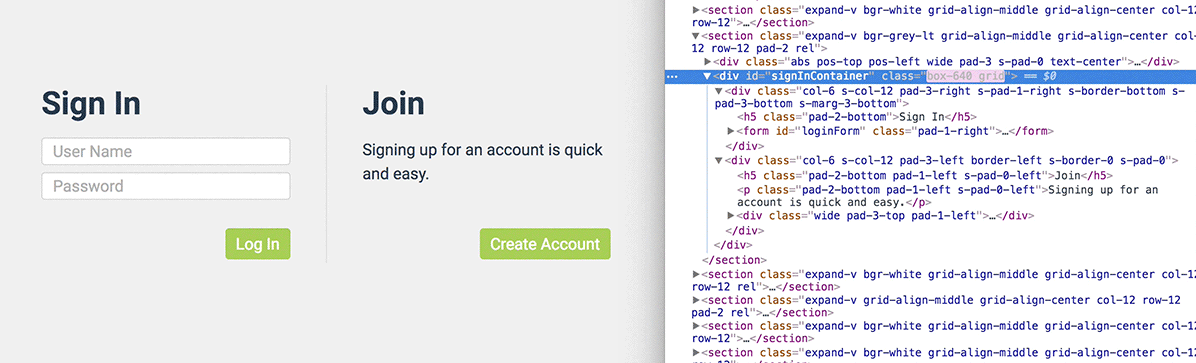 Sign In
User Name
Password
Log In
Join
Signing up for an account is quick
and easy.
Create Account
▶<section class="expand-v bgr-white grid-align-middle grid-align-center col-12
row-12">…</section>
▼<section class="expand-v bgr-grey-lt grid-align-middle grid-align-center col-
12 row-12 pad-2 rel">
▶<div class="abs pos-top pos-left wide pad-3 s-pad-0 text-center">…</div>
… ▼<div id="signInContainer" class="box-640 grid"> == $0
▼<div class="col-6 s-col-12 pad-3-right s-pad-1-right s-border-bottom s-
pad-3-bottom s-marg-3-bottom">
<h5 class="pad-2-bottom">Sign In</h5>
▶<form id="loginForm" class="pad-1-right">…</form>
</div>
▼<div class="col-6 s-col-12 pad-3-left border-left s-border-0 s-pad-0">
<h5 class="pad-2-bottom pad-1-left s-pad-0-left">Join</h5>
<p class="pad-2-bottom pad-1-left s-pad-0-left">Signing up for an
account is quick and easy.</p>
▶<div class="wide pad-3-top pad-1-left">…</div>
</div>
</div>
</section>
▶<section class="expand-v bgr-white grid-align-middle grid-align-center col-12
row-12 rel">…</section>
▶<section class="expand-v grid-align-middle grid-align-center col-12 row-12
pad-2 rel">…</section>
▶<section class="expand-v bgr-white grid-align-middle grid-align-center col-12
row-12">…</section>
▶<section class="expand-v bgr-white grid-align-middle grid-align-center col-12
row-12">…</section>